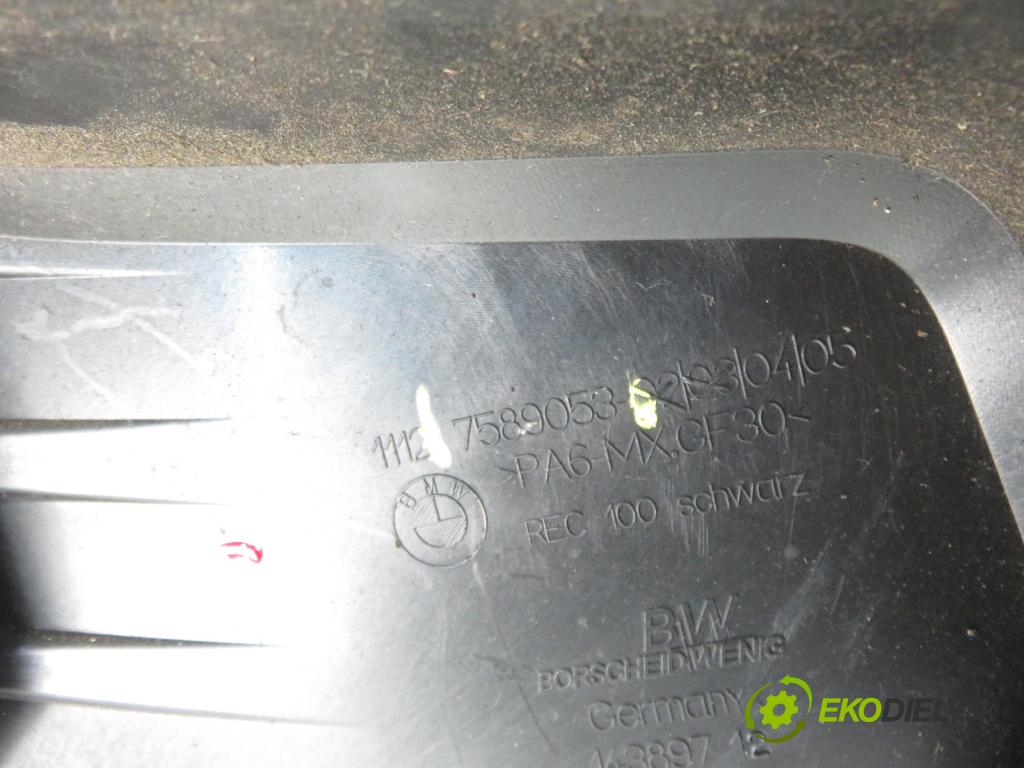 1112 7589053-02|03|04|05
>PA6-MX.GF30<
BMW
REC 100 schwarz
BW
BORSCHEID WENIG
Germany
EKODIEL